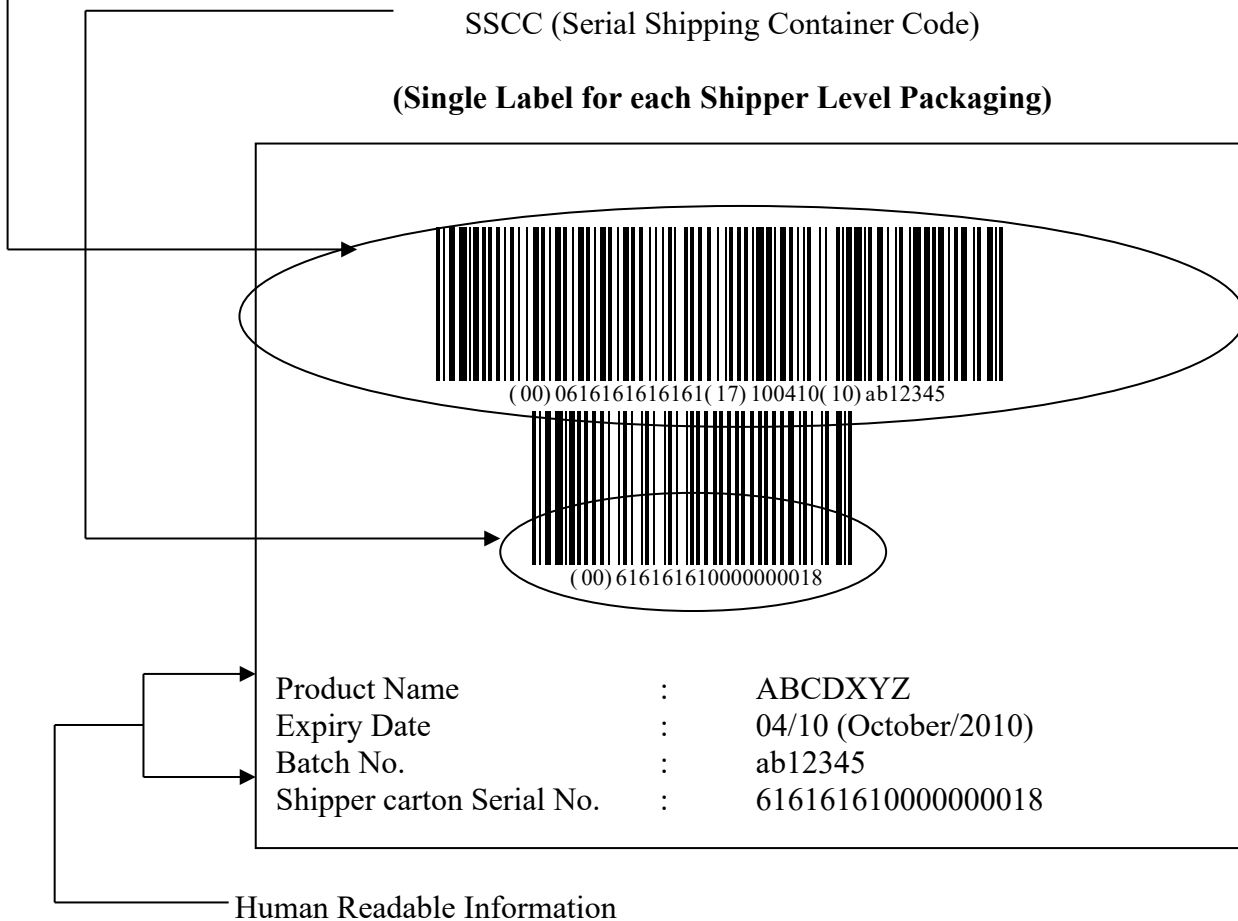 SSCC (Serial Shipping Container Code)
(Single Label for each Shipper Level Packaging)
(00)0616161616161(17)100410(10)ab12345
(00)616161610000000018
Product Name : ABCDXYZ
Expiry Date : 04/10 (October/2010)
Batch No. : ab12345
Shipper carton Serial No. : 616161610000000018
Human Readable Information